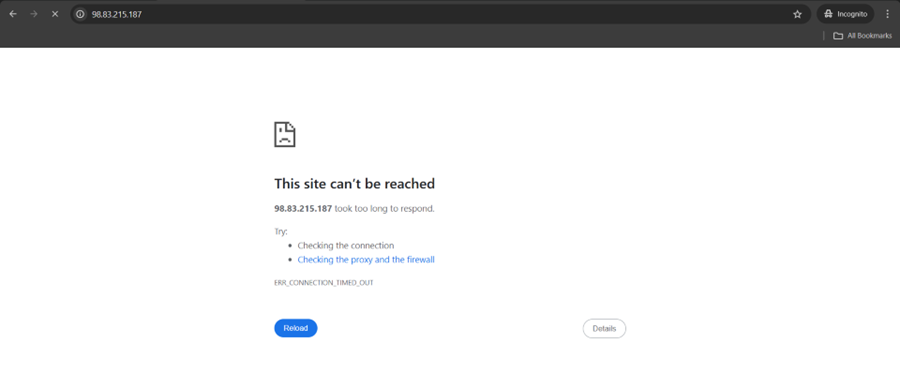 98.83.215.187
Incognito
All Bookmarks
This site can't be reached
98.83.215.187 took too long to respond.
Try:
• Checking the connection
• Checking the proxy and the firewall
ERR_CONNECTION_TIMED_OUT
Reload
Details